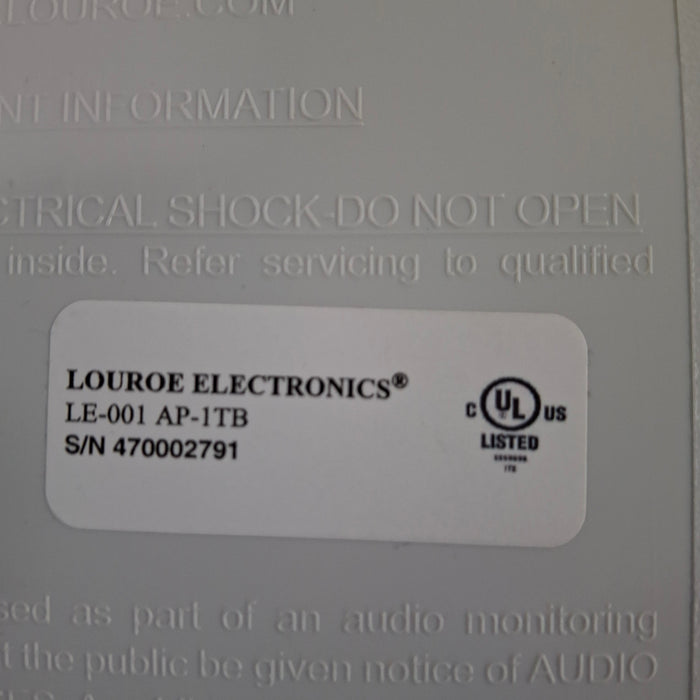 LOUROE.COM
NT INFORMATION
CTRICAL SHOCK-DO NOT OPEN
inside. Refer servicing to qualified
LOUROE ELECTRONICS®
LE-001 AP-1TB
S/N 470002791
C UL US
LISTED
ITE
sed as part of an audio monitoring
t the public be given notice of AUDIO